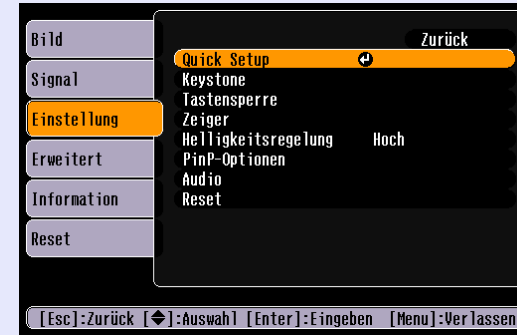 Bild
Signal
Einstellung
Erweitert
Information
Reset
Zurück
Quick Setup
Keystone
Tastensperre
Zeiger
Helligkeitsregelung Hoch
PinP-Optionen
Audio
Reset
[Esc]:Zurück [◆]:Auswahl [Enter]:Eingeben [Menu]:Verlassen